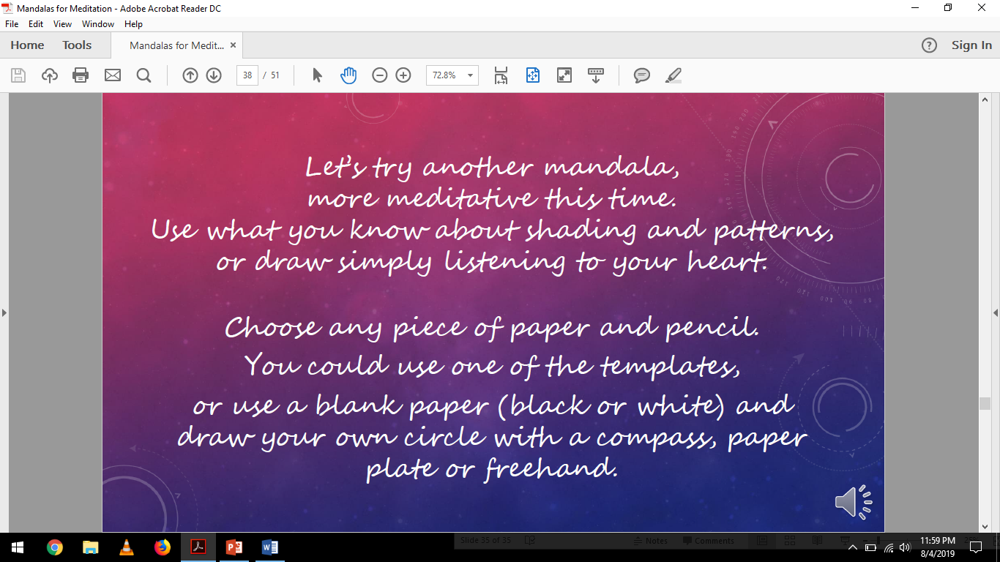 Mandalas for Meditation - Adobe Acrobat Reader DC
File Edit View Window Help
Home Tools Mandalas for Medit... × Sign In
38 / 51 72.8%
Let's try another mandala,
more meditative this time.
Use what you know about shading and patterns,
or draw simply listening to your heart.
Choose any piece of paper and pencil.
You could use one of the templates,
or use a blank paper (black or white) and
draw your own circle with a compass, paper
plate or freehand.
Slide 35 of 35 Notes Comments
11:59 PM
8/4/2019